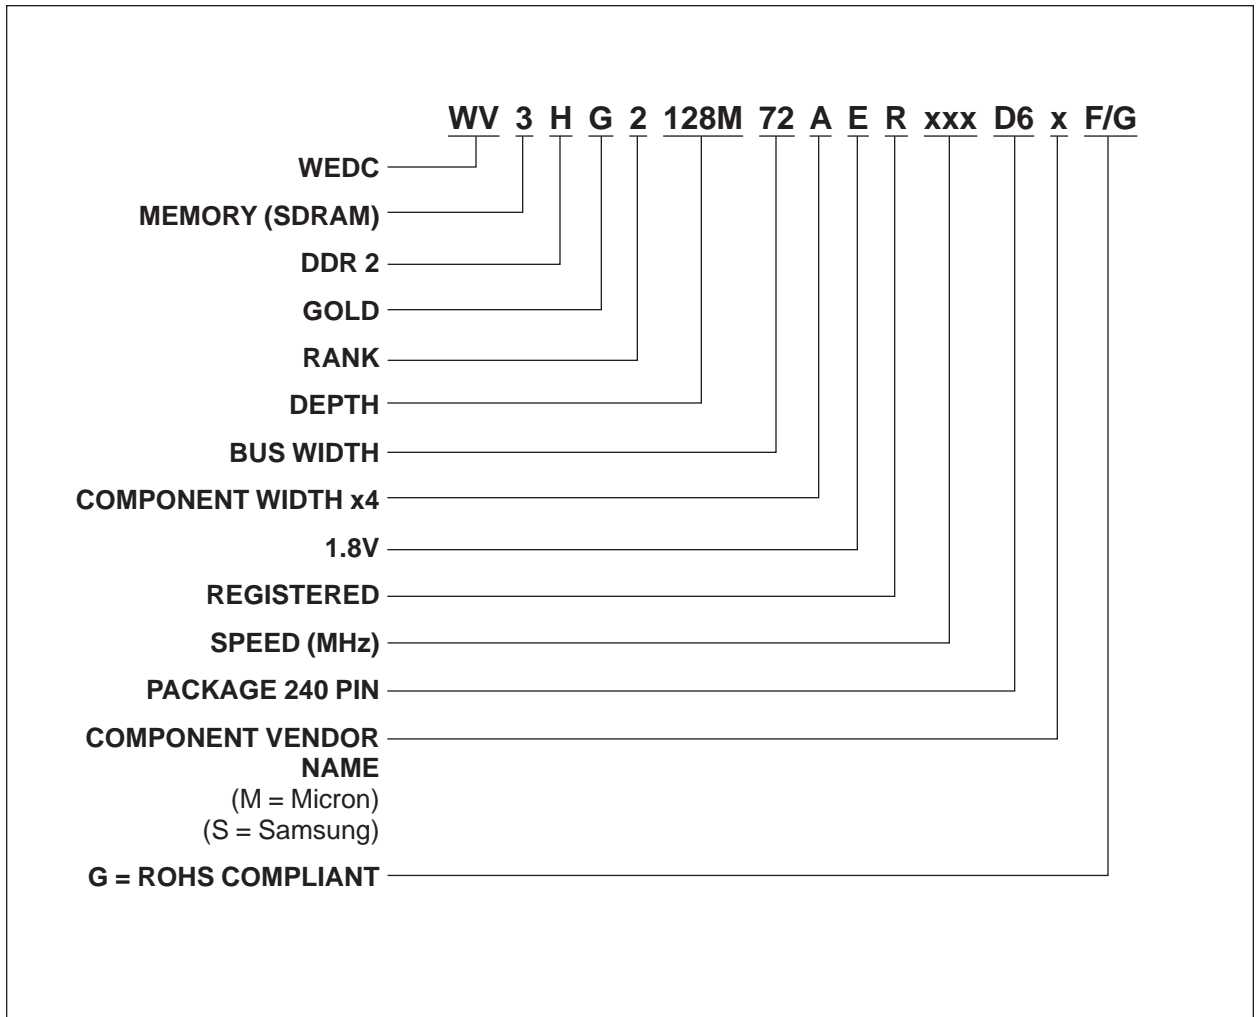 WV 3 H G 2 128M 72 A E R xxx D6 x F/G
WEDC
MEMORY (SDRAM)
DDR 2
GOLD
RANK
DEPTH
BUS WIDTH
COMPONENT WIDTH x4
1.8V
REGISTERED
SPEED (MHz)
PACKAGE 240 PIN
COMPONENT VENDOR
NAME
(M = Micron)
(S = Samsung)
G = ROHS COMPLIANT